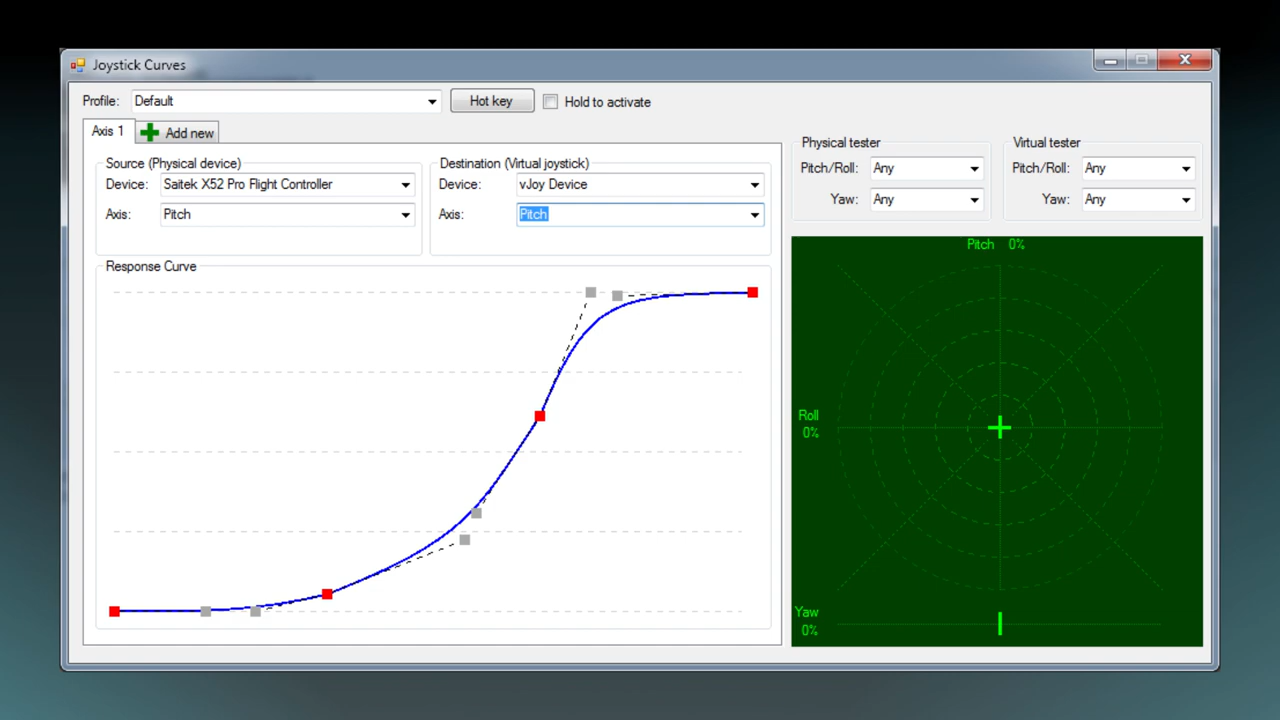 Joystick Curves
Profile: Default Hot key Hold to activate
Axis 1 Add new
Source (Physical device)
Device: Saitek X52 Pro Flight Controller
Axis: Pitch
Destination (Virtual joystick)
Device: vJoy Device
Axis: Pitch
Response Curve
Physical tester
Pitch/Roll: Any
Yaw: Any
Virtual tester
Pitch/Roll: Any
Yaw: Any
Pitch 0%
Roll
0%
Yaw
0%